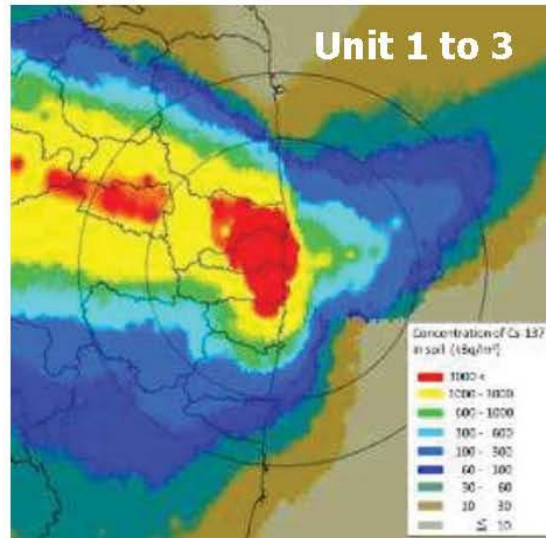 Unit 1 to 3
Concentration of Cs-137
in soil (kBq/m²)
3000 <
1000 - 3000
600 - 1000
300 - 600
100 - 300
60 - 100
30 - 60
10 30
≦ 10